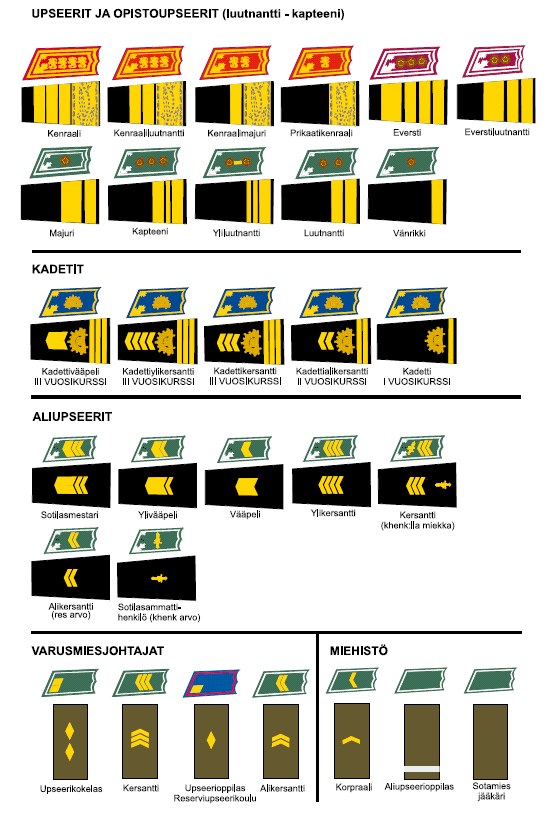 UPSEERIT JA OPISTOUPSEERIT (luutnantti - kapteeni)
Kenraali
Kenraaliluutnantti
Kenraalimajuri
Prikaatikenraali
Eversti
Everstiluutnantti
Majuri
Kapteeni
Yliluutnantti
Luutnantti
Vänrikki
KADETIT
Kadettivääpeli
III VUOSIKURSSI
Kadettiylikersantti
III VUOSIKURSSI
Kadettikersantti
III VUOSIKURSSI
Kadettialikersantti
II VUOSIKURSSI
Kadetti
I VUOSIKURSSI
ALIUPSEERIT
Sotilasmestari
Ylivääpeli
Vääpeli
Ylikersantti
Kersantti
(khenk:lla miekka)
Alikersantti
(res arvo)
Sotilasammatti-
henkilö (khenk arvo)
VARUSMIESJOHTAJAT
Upseerikokelas
Kersantti
Upseerioppilas
Reserviupseerikoulu
Alikersantti
MIEHISTÖ
Korpraali
Aliupseerioppilas
Sotamies
jääkäri